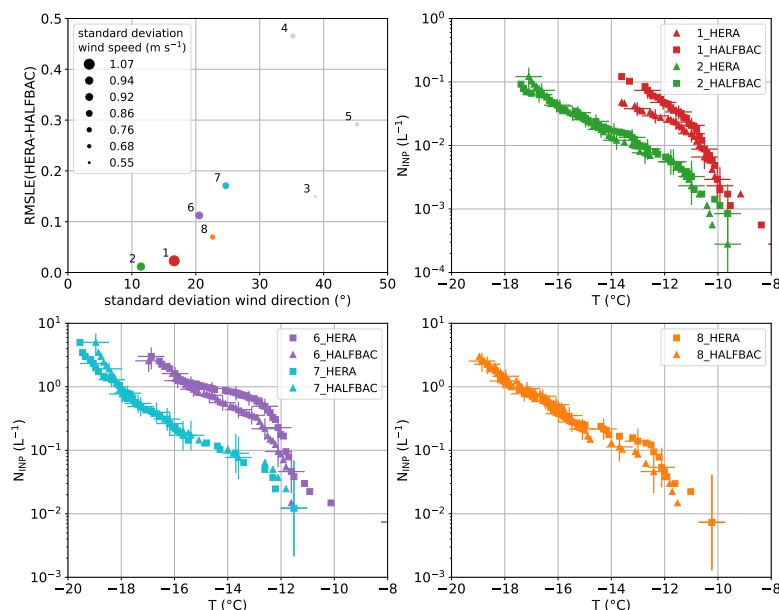 0.5
0.4
0.3
0.2
0.1
0.0
RMSLE(HERA-HALFBAC)
standard deviation
wind speed (m s⁻¹)
1.07
0.94
0.92
0.86
0.76
0.68
0.55
4
5
3
7
6
8
1
2
0 10 20 30 40 50
standard deviation wind direction (°)
10⁰
10⁻¹
10⁻²
10⁻³
10⁻⁴
N_INP (L⁻¹)
1_HERA
1_HALFBAC
2_HERA
2_HALFBAC
−18 −16 −14 −12 −10 −8
T (°C)
10¹
10⁰
10⁻¹
10⁻²
10⁻³
N_INP (L⁻¹)
6_HERA
6_HALFBAC
7_HERA
7_HALFBAC
−20 −18 −16 −14 −12 −10 −8
T (°C)
10¹
10⁰
10⁻¹
10⁻²
10⁻³
N_INP (L⁻¹)
8_HERA
8_HALFBAC
−20 −18 −16 −14 −12 −10 −8
T (°C)